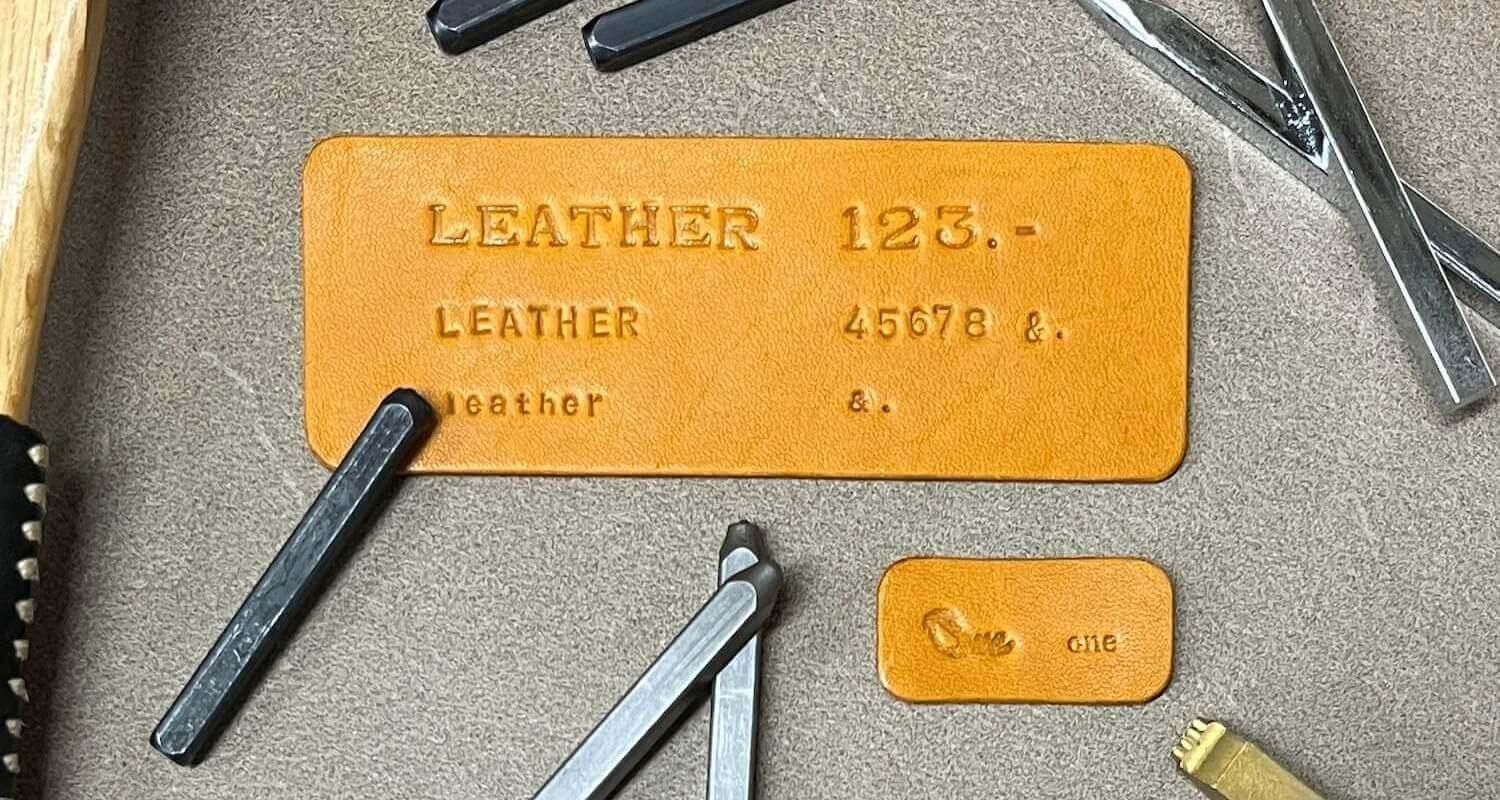 LEATHER 123.-
LEATHER 45678 &.
leather &.
One one